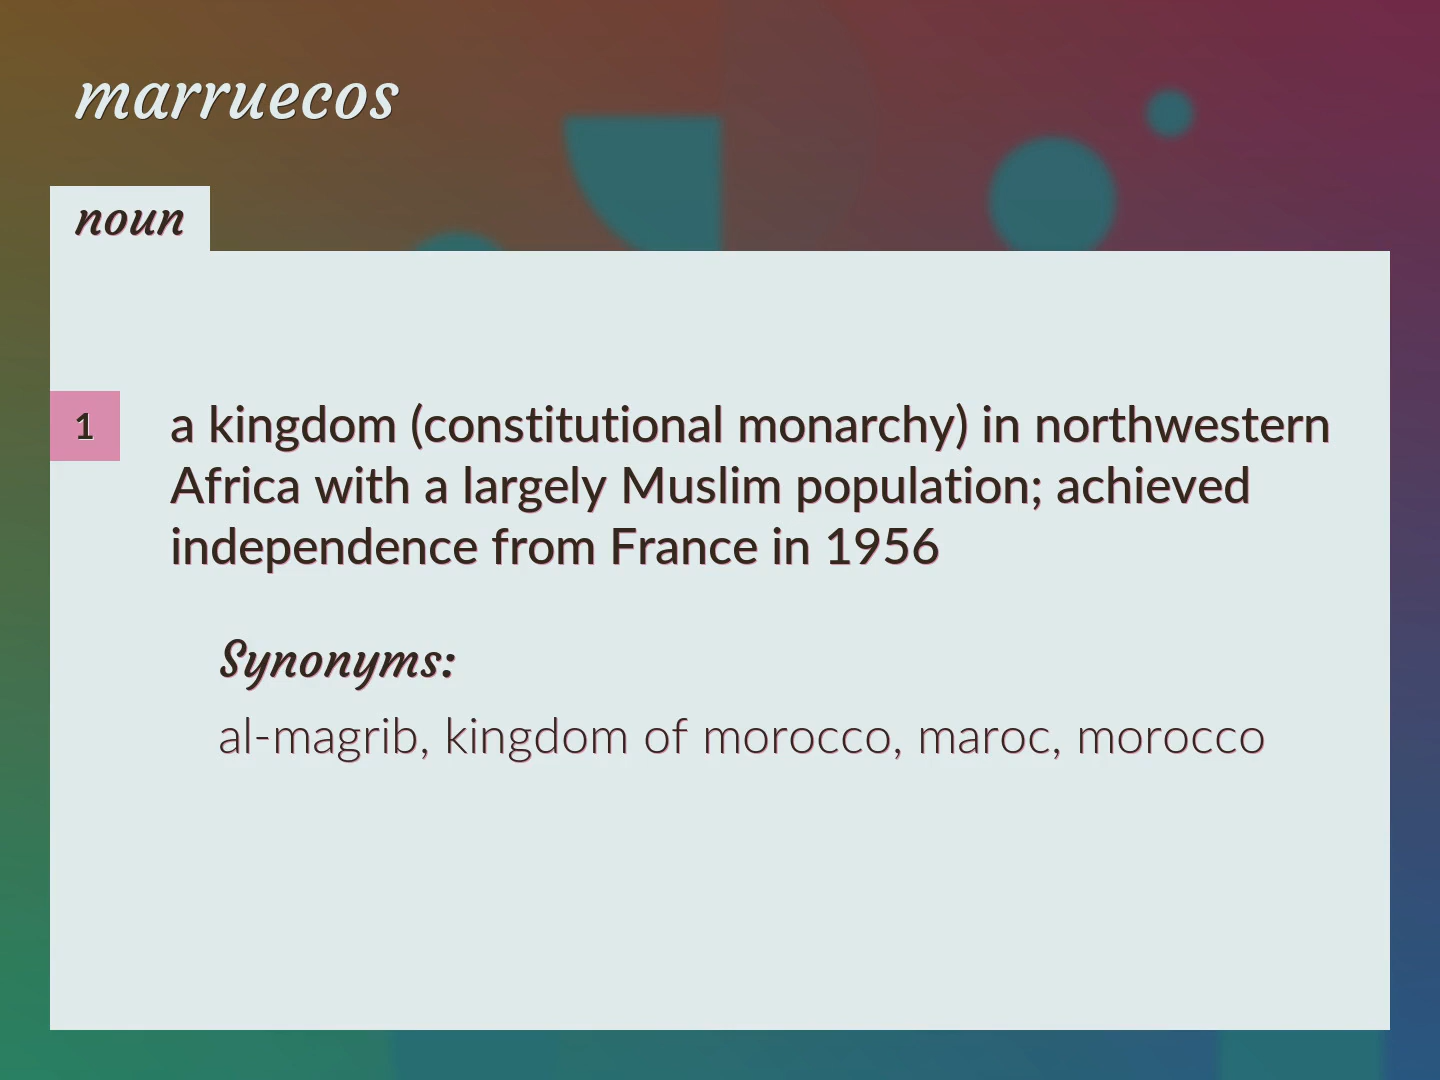 marruecos
noun
1
a kingdom (constitutional monarchy) in northwestern
Africa with a largely Muslim population; achieved
independence from France in 1956
Synonyms:
al-magrib, kingdom of morocco, maroc, morocco